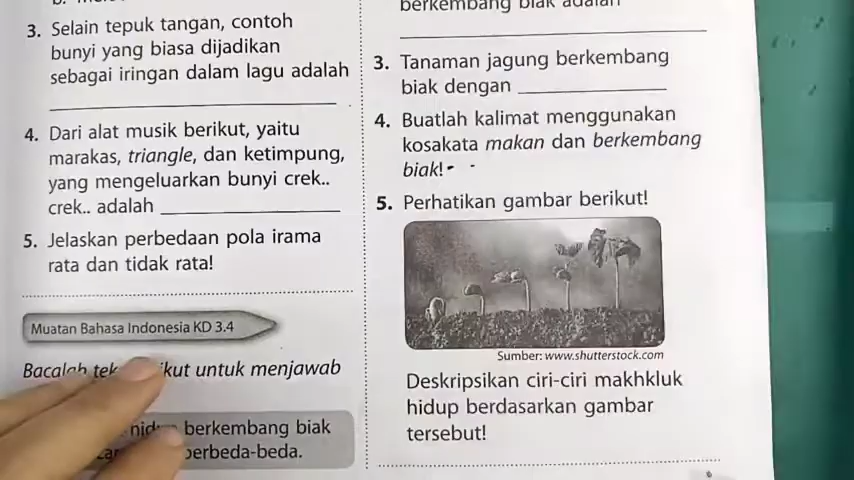 3. Selain tepuk tangan, contoh
bunyi yang biasa dijadikan
sebagai iringan dalam lagu adalah
4. Dari alat musik berikut, yaitu
marakas, triangle, dan ketimpung,
yang mengeluarkan bunyi crek..
crek.. adalah
5. Jelaskan perbedaan pola irama
rata dan tidak rata!
Muatan Bahasa Indonesia KD 3.4
Bacalah untuk menjawab
berkembang biak
berbeda-beda.
berkembang biak adalah
3. Tanaman jagung berkembang
biak dengan
4. Buatlah kalimat menggunakan
kosakata makan dan berkembang
biak!
5. Perhatikan gambar berikut!
Sumber: www.shutterstock.com
Deskripsikan ciri-ciri makhkluk
hidup berdasarkan gambar
tersebut!